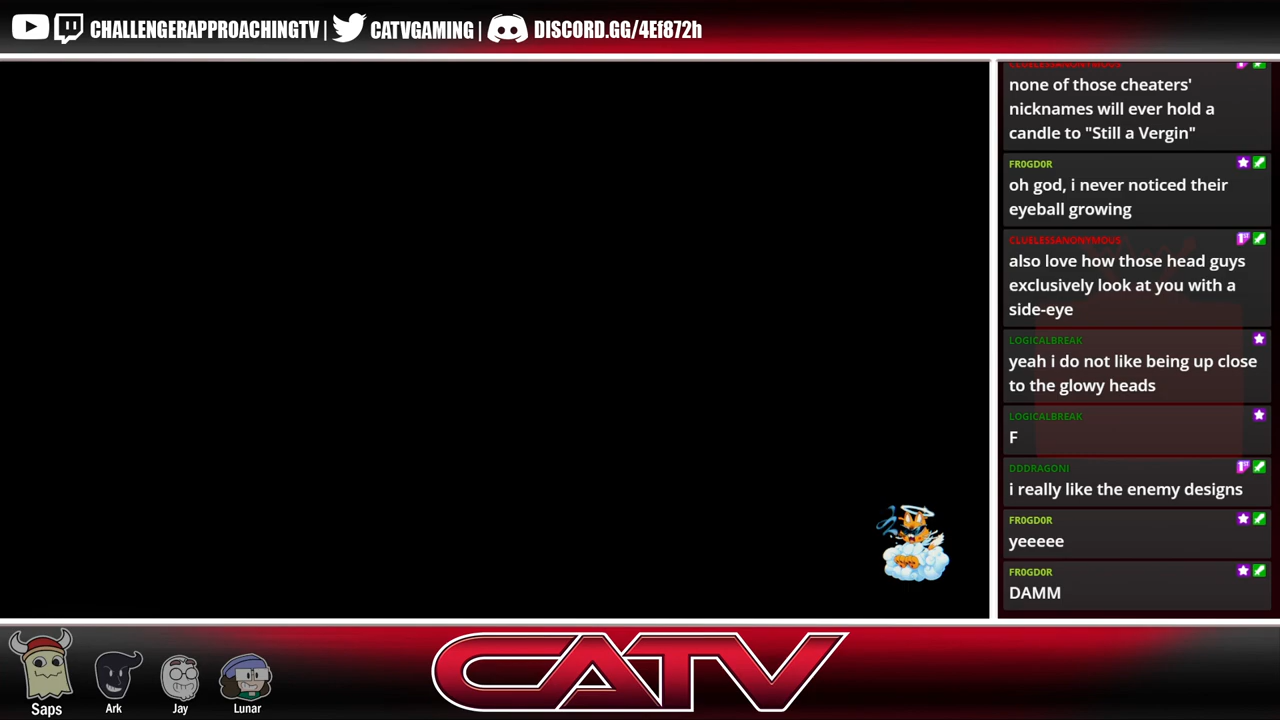 CHALLENGERAPPROACHINGTV | CATVGAMING | DISCORD.GG/4Ef872h
CLUELESSANONYMOUS
none of those cheaters'
nicknames will ever hold a
candle to "Still a Vergin"
FR0GD0R
oh god, i never noticed their
eyeball growing
CLUELESSANONYMOUS
also love how those head guys
exclusively look at you with a
side-eye
LOGICALBREAK
yeah i do not like being up close
to the glowy heads
LOGICALBREAK
F
DDDRAGONI
i really like the enemy designs
FR0GD0R
yeeeee
FR0GD0R
DAMM
CATV
Saps Ark Jay Lunar